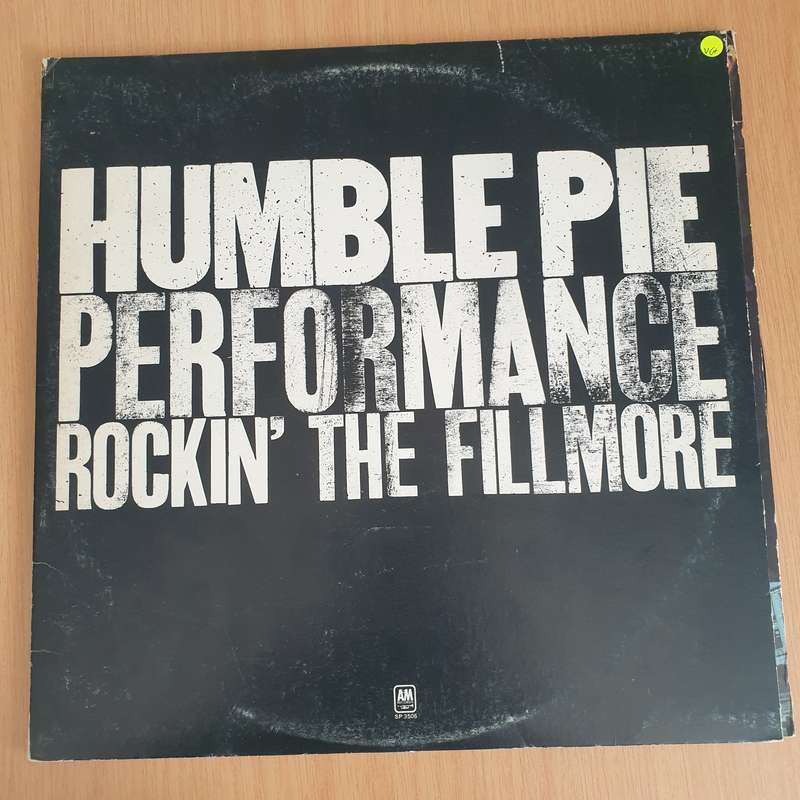 VG+
HUMBLE PIE
PERFORMANCE
ROCKIN' THE FILLMORE
A&M
SP 3506